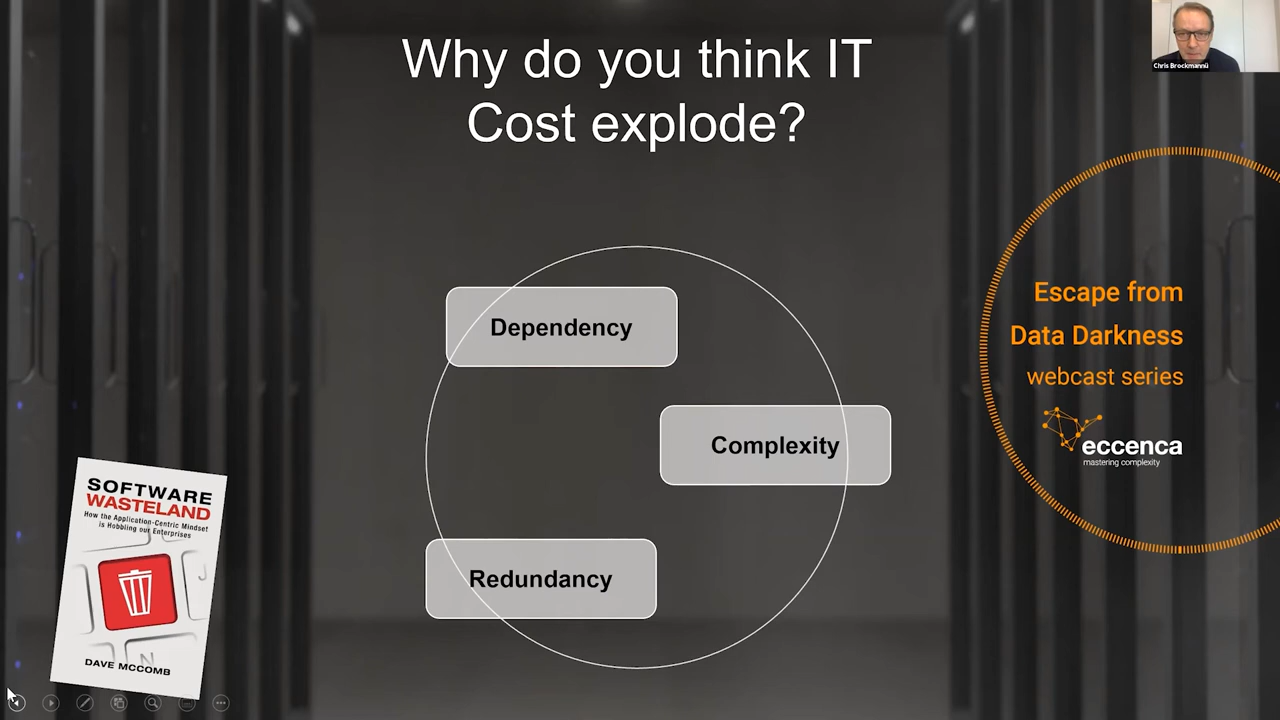 Why do you think IT
Cost explode?
Chris Brockmannü
Dependency
Complexity
Redundancy
Escape from
Data Darkness
webcast series
eccenca
mastering complexity
SOFTWARE
WASTELAND
How the Application-Centric Mindset
is Hobbling our Enterprises
J
N
DAVE MCCOMB